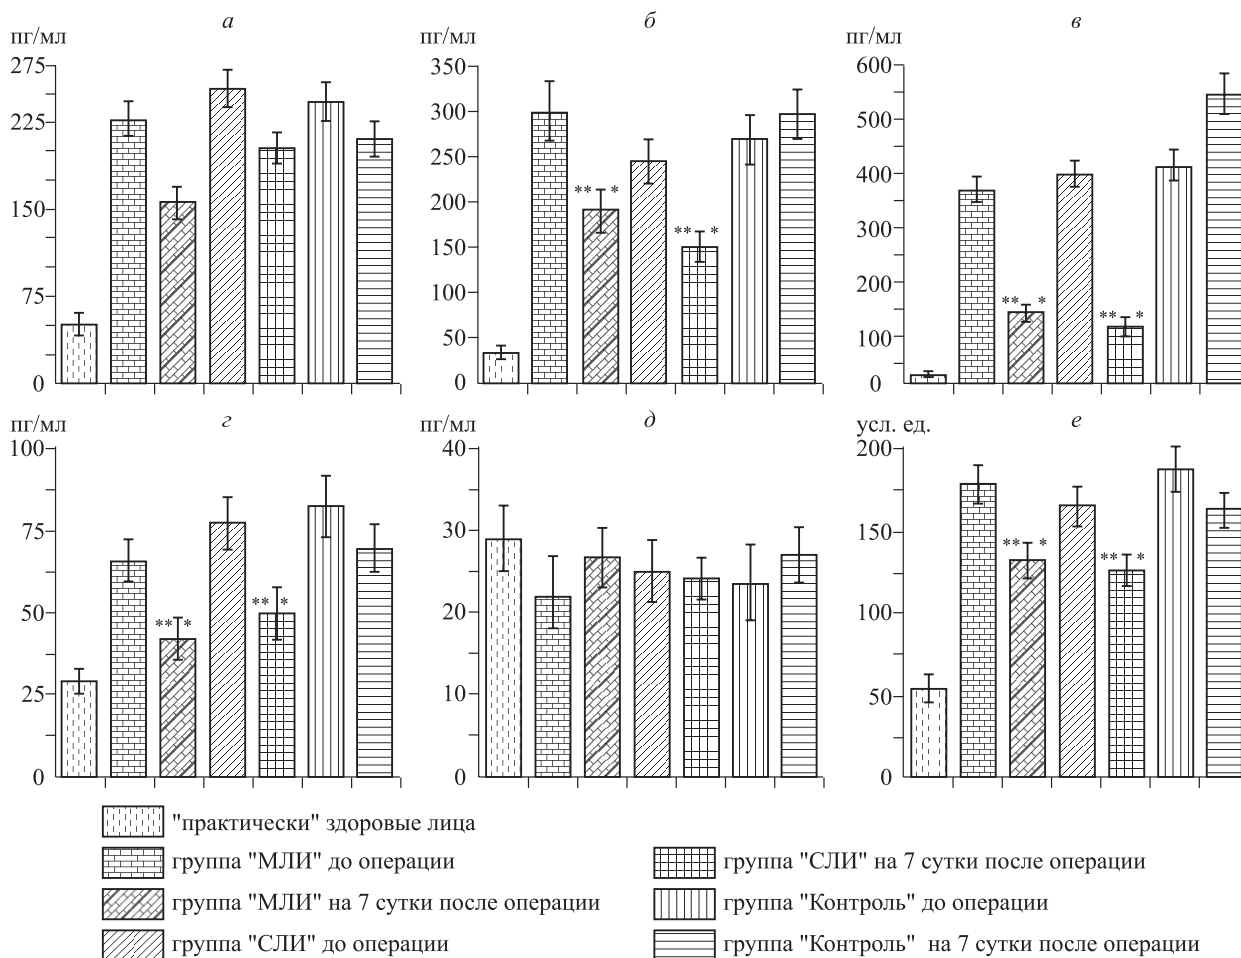 а
пг/мл
275
225
150
75
0
б
пг/мл
350
300
250
200
150
100
50
0
** *
** *
в
пг/мл
600
500
400
300
200
100
0
** *
** *
г
пг/мл
100
75
50
25
0
** *
** *
д
пг/мл
40
30
20
10
0
е
усл. ед.
200
150
100
50
0
** *
** *
"практически" здоровые лица
группа "МЛИ" до операции
группа "МЛИ" на 7 сутки после операции
группа "СЛИ" до операции
группа "СЛИ" на 7 сутки после операции
группа "Контроль" до операции
группа "Контроль" на 7 сутки после операции